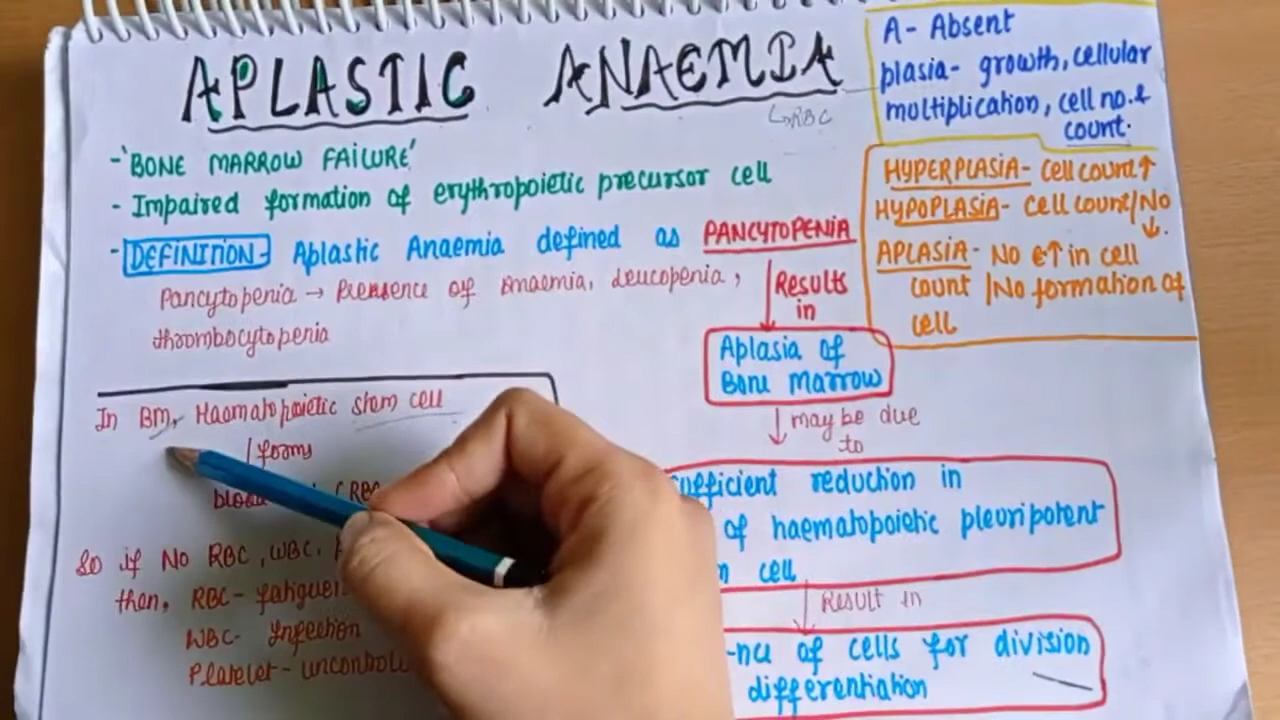 APLASTIC ANAEMIA
↳RBC
-'BONE MARROW FAILURE'
- Impaired formation of erythropoietic precursor cell
- DEFINITION- Aplastic Anaemia defined as PANCYTOPENIA
Pancytopenia → Presence of anaemia, leucopenia,
thrombocytopenia
Results
in
Aplasia of
Bone Marrow
may be due
to
ufficient reduction in
of haematopoietic pleuripotent
cell
Result in
-nce of cells for division
differentiation
In BM, Haematopoietic stem cell
forms
(RBC
So if No RBC, WBC,
then, RBC- fatigue
WBC- Infection
Platelet- uncontrol
A- Absent
plasia- growth, cellular
multiplication, cell no. &
count.
HYPERPLASIA- cell count ↑
HYPOPLASIA- cell count/No
↓.
APLASIA- No ↑ in cell
count /No formation of
cell